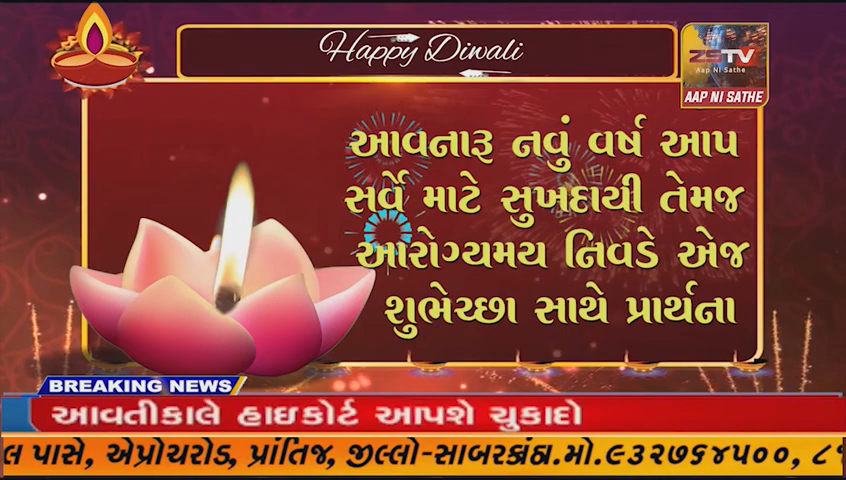 Happy Diwali
ZSTV
Aap Ni Sathe
AAP NI SATHE
આવનારૂ નવું વર્ષ આપ
સર્વે માટે સુખદાયી તેમજ
આરોગ્યમય નિવડે એજ
શુભેચ્છા સાથે પ્રાર્થના
BREAKING NEWS
આવતીકાલે હાઇકોર્ટ આપશે ચુકાદો
લ પાસે, એપ્રોચરોડ, પ્રાંતિજ, જીલ્લો-સાબરકાંઠા.મો.૯૩૨૭૬૪૫૦૦, ૮